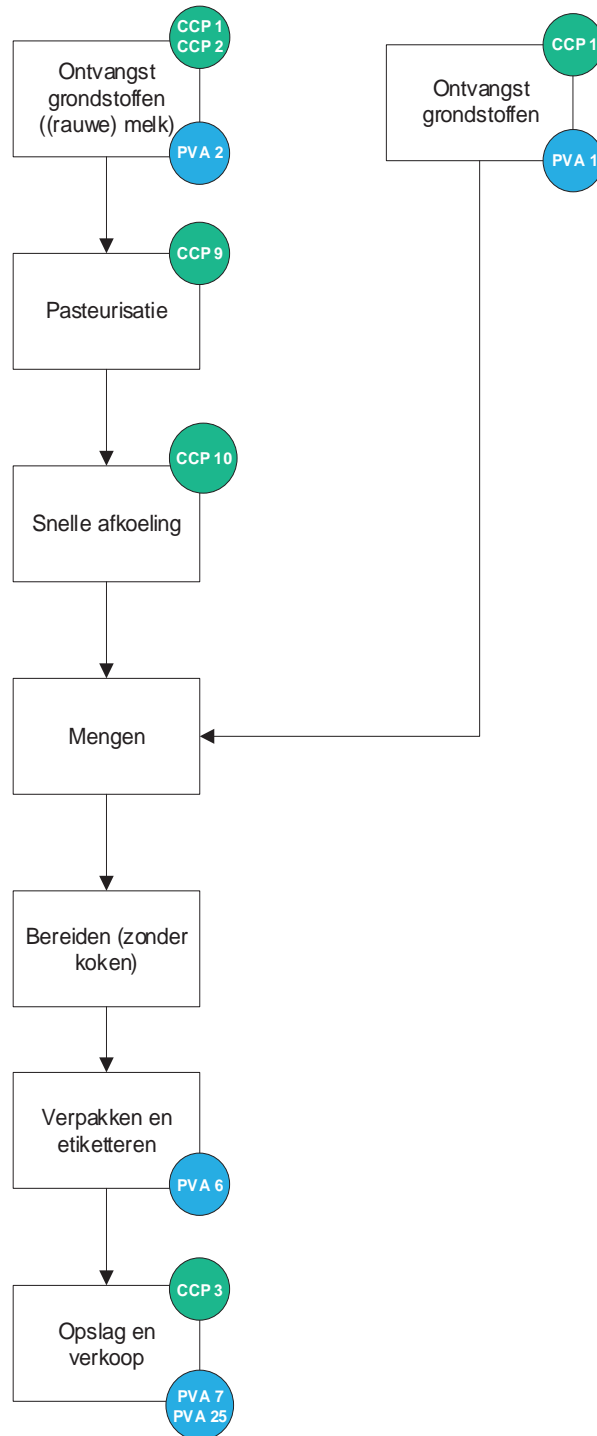 CCP 1
CCP 2
Ontvangst
grondstoffen
((rauwe) melk)
PVA 2
CCP 1
Ontvangst
grondstoffen
PVA 1
CCP 9
Pasteurisatie
CCP 10
Snelle afkoeling
Mengen
Bereiden (zonder
koken)
Verpakken en
etiketteren
PVA 6
CCP 3
Opslag en
verkoop
PVA 7
PVA 25